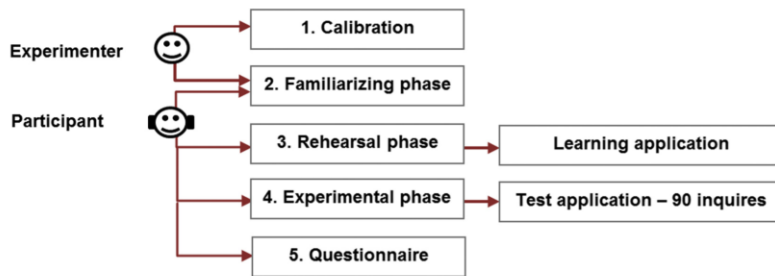 1. Calibration
Experimenter
2. Familiarizing phase
Participant
3. Rehearsal phase
Learning application
4. Experimental phase
Test application – 90 inquires
5. Questionnaire